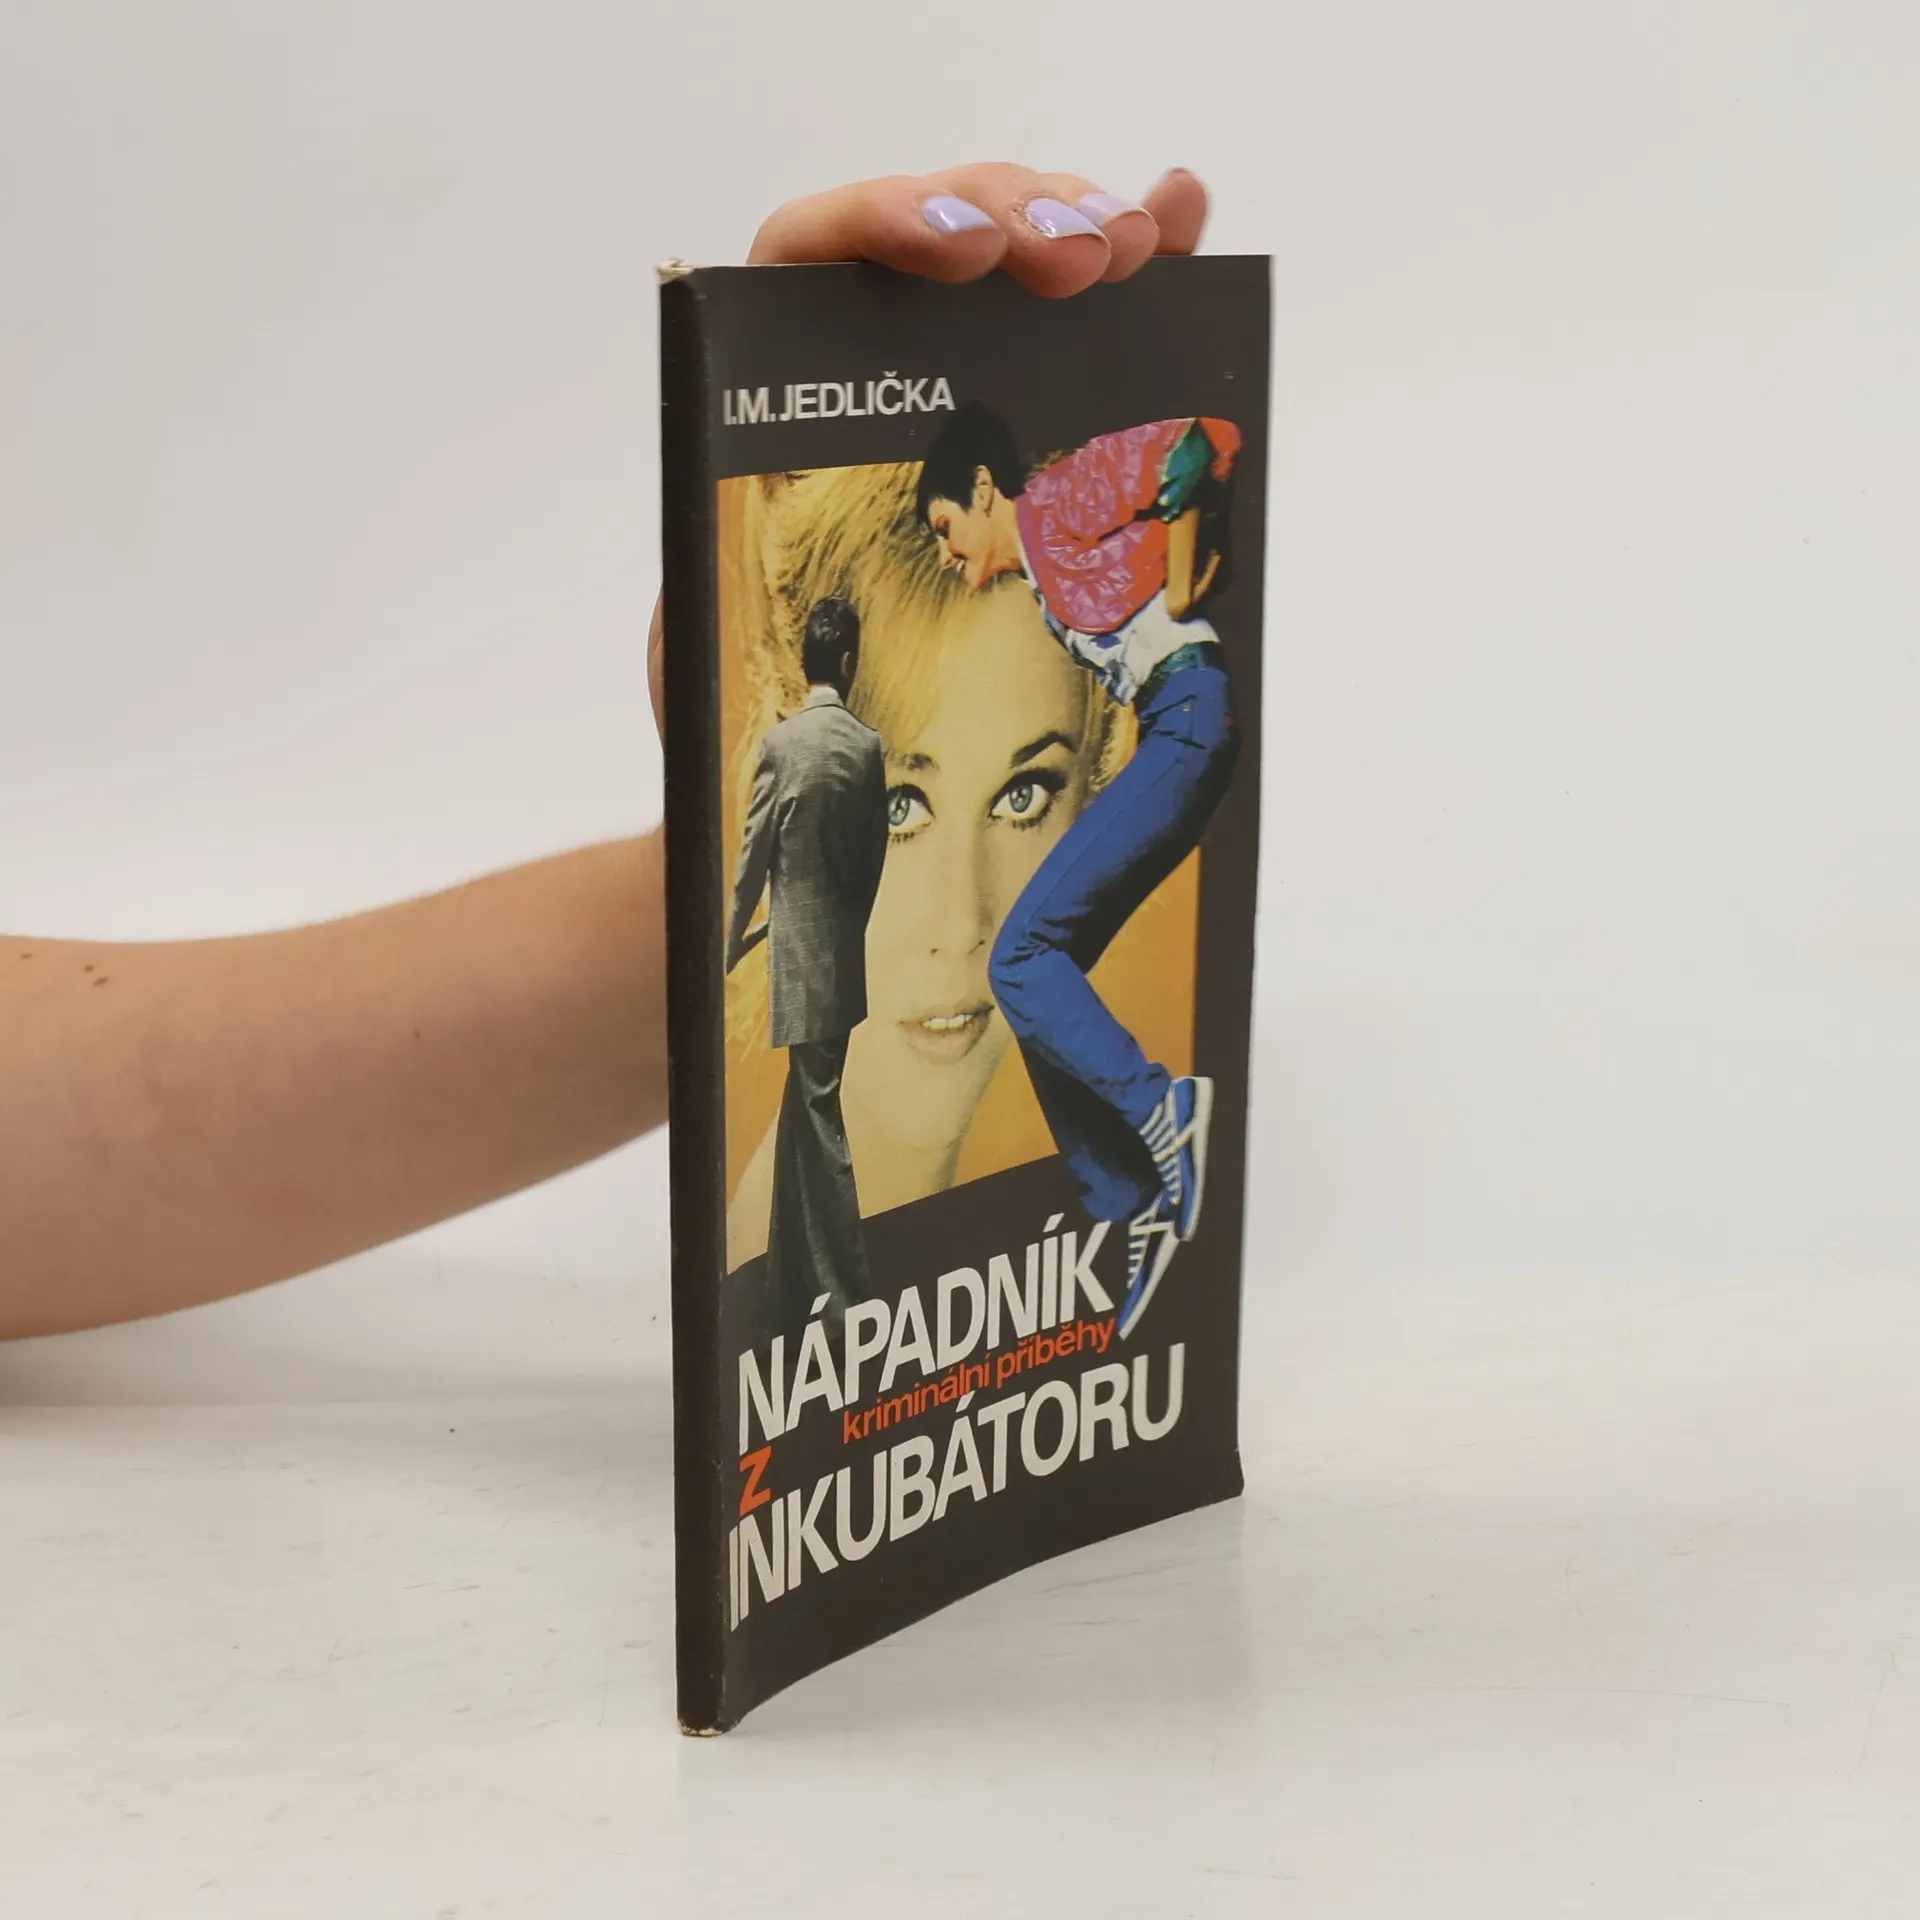 I.M.JEDLIČKA
NÁPADNÍK
kriminální příběhy
Z
INKUBÁTORU